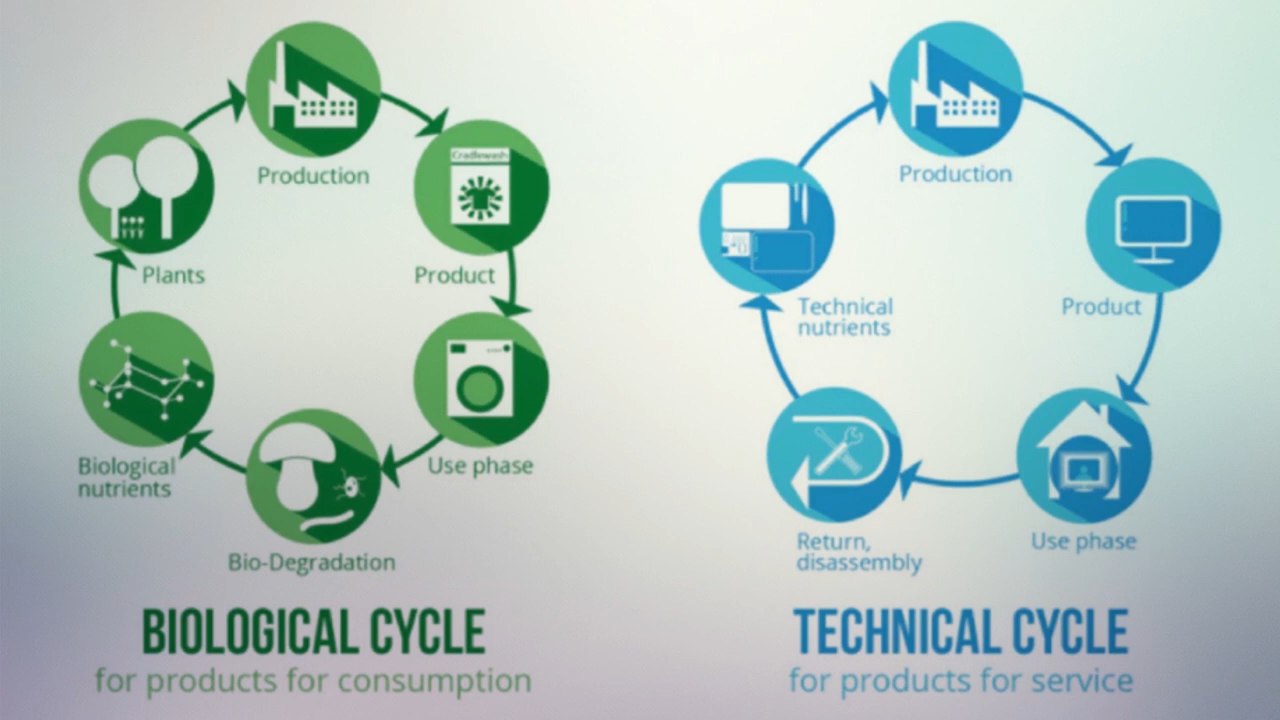 Production
Cradlewash
Product
Use phase
Bio-Degradation
Biological
nutrients
Plants
BIOLOGICAL CYCLE
for products for consumption
Production
Product
Use phase
Return,
disassembly
Technical
nutrients
TECHNICAL CYCLE
for products for service